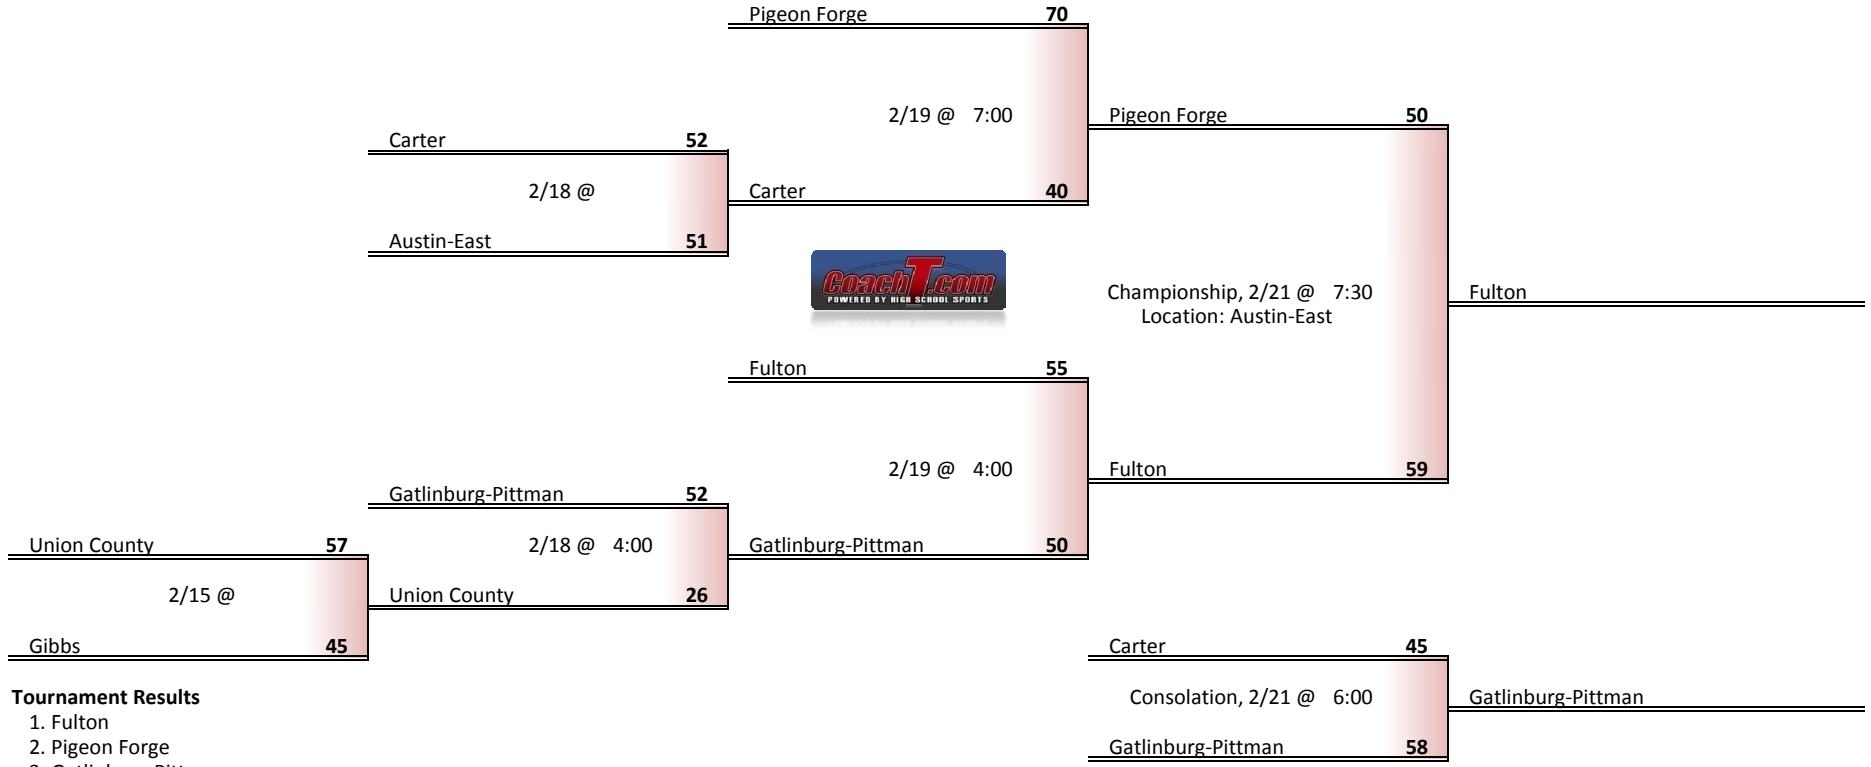 Pigeon Forge 70
2/19 @ 7:00
Pigeon Forge 50
Carter 52
2/18 @
Carter 40
Austin-East 51
CoachT.com
POWERED BY HIGH SCHOOL SPORTS
Championship, 2/21 @ 7:30
Location: Austin-East
Fulton
Fulton 55
2/19 @ 4:00
Fulton 59
Gatlinburg-Pittman 52
Union County 57
2/18 @ 4:00
Gatlinburg-Pittman 50
2/15 @
Union County 26
Gibbs 45
Carter 45
Consolation, 2/21 @ 6:00
Gatlinburg-Pittman
Gatlinburg-Pittman 58
Tournament Results
1. Fulton
2. Pigeon Forge